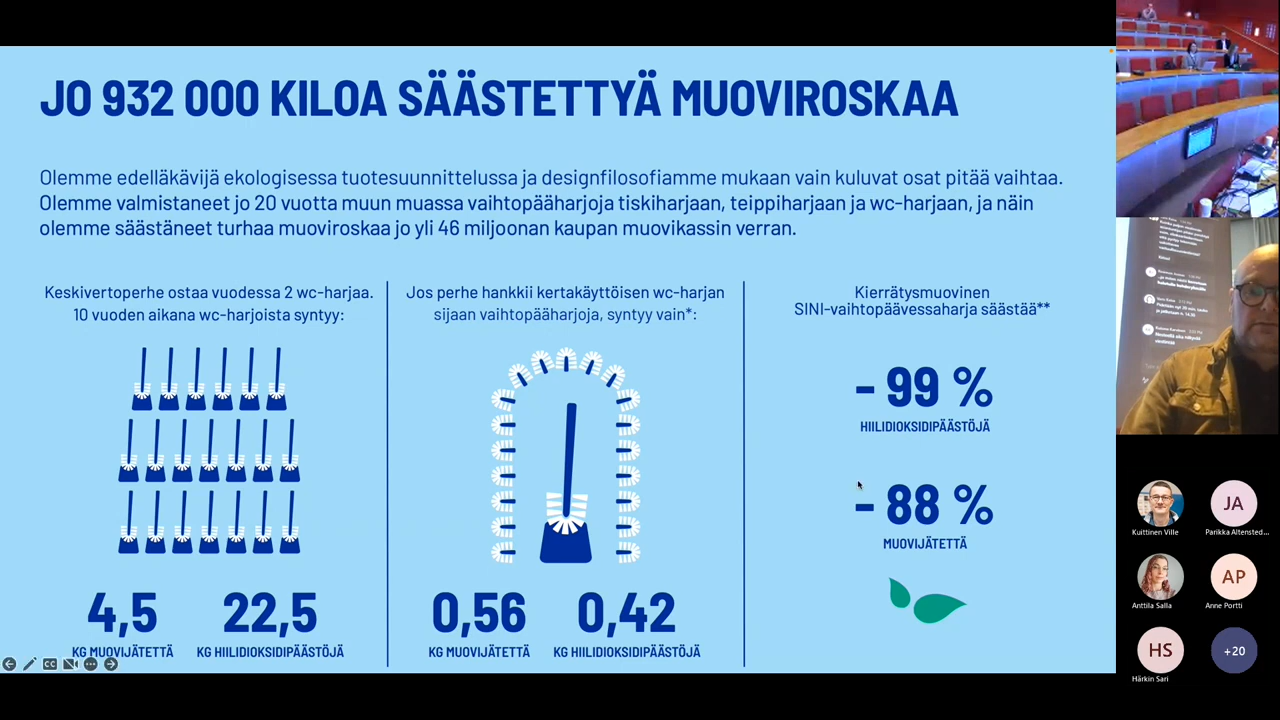 JO 932 000 KILOA SÄÄSTETTYÄ MUOVIROSKAA
Olemme edelläkävijä ekologisessa tuotesuunnittelussa ja designfilosofiamme mukaan vain kuluvat osat pitää vaihtaa.
Olemme valmistaneet jo 20 vuotta muun muassa vaihtopääharjoja tiskiharjaan, teippiharjaan ja wc-harjaan, ja näin
olemme säästäneet turhaa muoviroskaa jo yli 46 miljoonan kaupan muovikassin verran.
Keskivertoperhe ostaa vuodessa 2 wc-harjaa.
10 vuoden aikana wc-harjoista syntyy:
4,5
KG MUOVIJÄTETTÄ
22,5
KG HIILIDIOKSIDIPÄÄSTÖJÄ
Jos perhe hankkii kertakäyttöisen wc-harjan
sijaan vaihtopääharjoja, syntyy vain*:
0,56
KG MUOVIJÄTETTÄ
0,42
KG HIILIDIOKSIDIPÄÄSTÖJÄ
Kierrätysmuovinen
SINI-vaihtopäävessaharja säästää**
- 99 %
HIILIDIOKSIDIPÄÄSTÖJÄ
- 88 %
MUOVIJÄTETTÄ
CC
Kuittinen Ville
JA
Parikka Altensted...
Anttila Salla
AP
Anne Portti
HS
Härkin Sari
+20